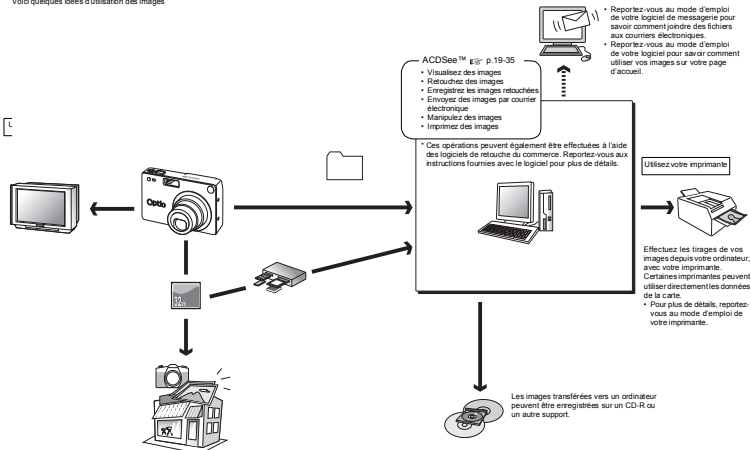 Voici quelques idées d'utilisation des images
• Reportez-vous au mode d'emploi
de votre logiciel de messagerie pour
savoir comment joindre des fichiers
aux courriers électroniques.
• Reportez-vous au mode d'emploi
de votre logiciel pour savoir comment
utiliser vos images sur votre page
d'accueil.
ACDSee™ ☞ p.19-35
• Visualisez des images
• Retouchez des images
• Enregistrez les images retouchées
• Envoyez des images par courrier
électronique
• Manipulez des images
• Imprimez des images
* Ces opérations peuvent également être effectuées à l'aide
des logiciels de retouche du commerce. Reportez-vous aux
instructions fournies avec le logiciel pour plus de détails.
Utilisez votre imprimante
Optio
32
Effectuez les tirages de vos
images depuis votre ordinateur,
avec votre imprimante.
Certaines imprimantes peuvent
utiliser directement les données
de la carte.
• Pour plus de détails, reportez-
vous au mode d'emploi de
votre imprimante.
Les images transférées vers un ordinateur
peuvent être enregistrées sur un CD-R ou
un autre support.